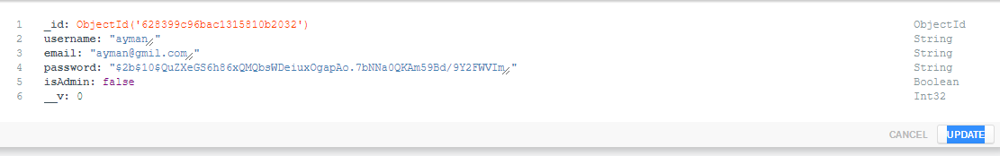 1 _id: ObjectId('628399c96bac1315810b2032') ObjectId
2 username: "ayman" String
3 email: "ayman@gmil.com" String
4 password: "$2b$10$QuZXeGS6h86xQMQbsWDeiuxOgapAo.7bNNa0QKAm59Bd/9Y2FWVIm" String
5 isAdmin: false Boolean
6 __v: 0 Int32
CANCEL UPDATE